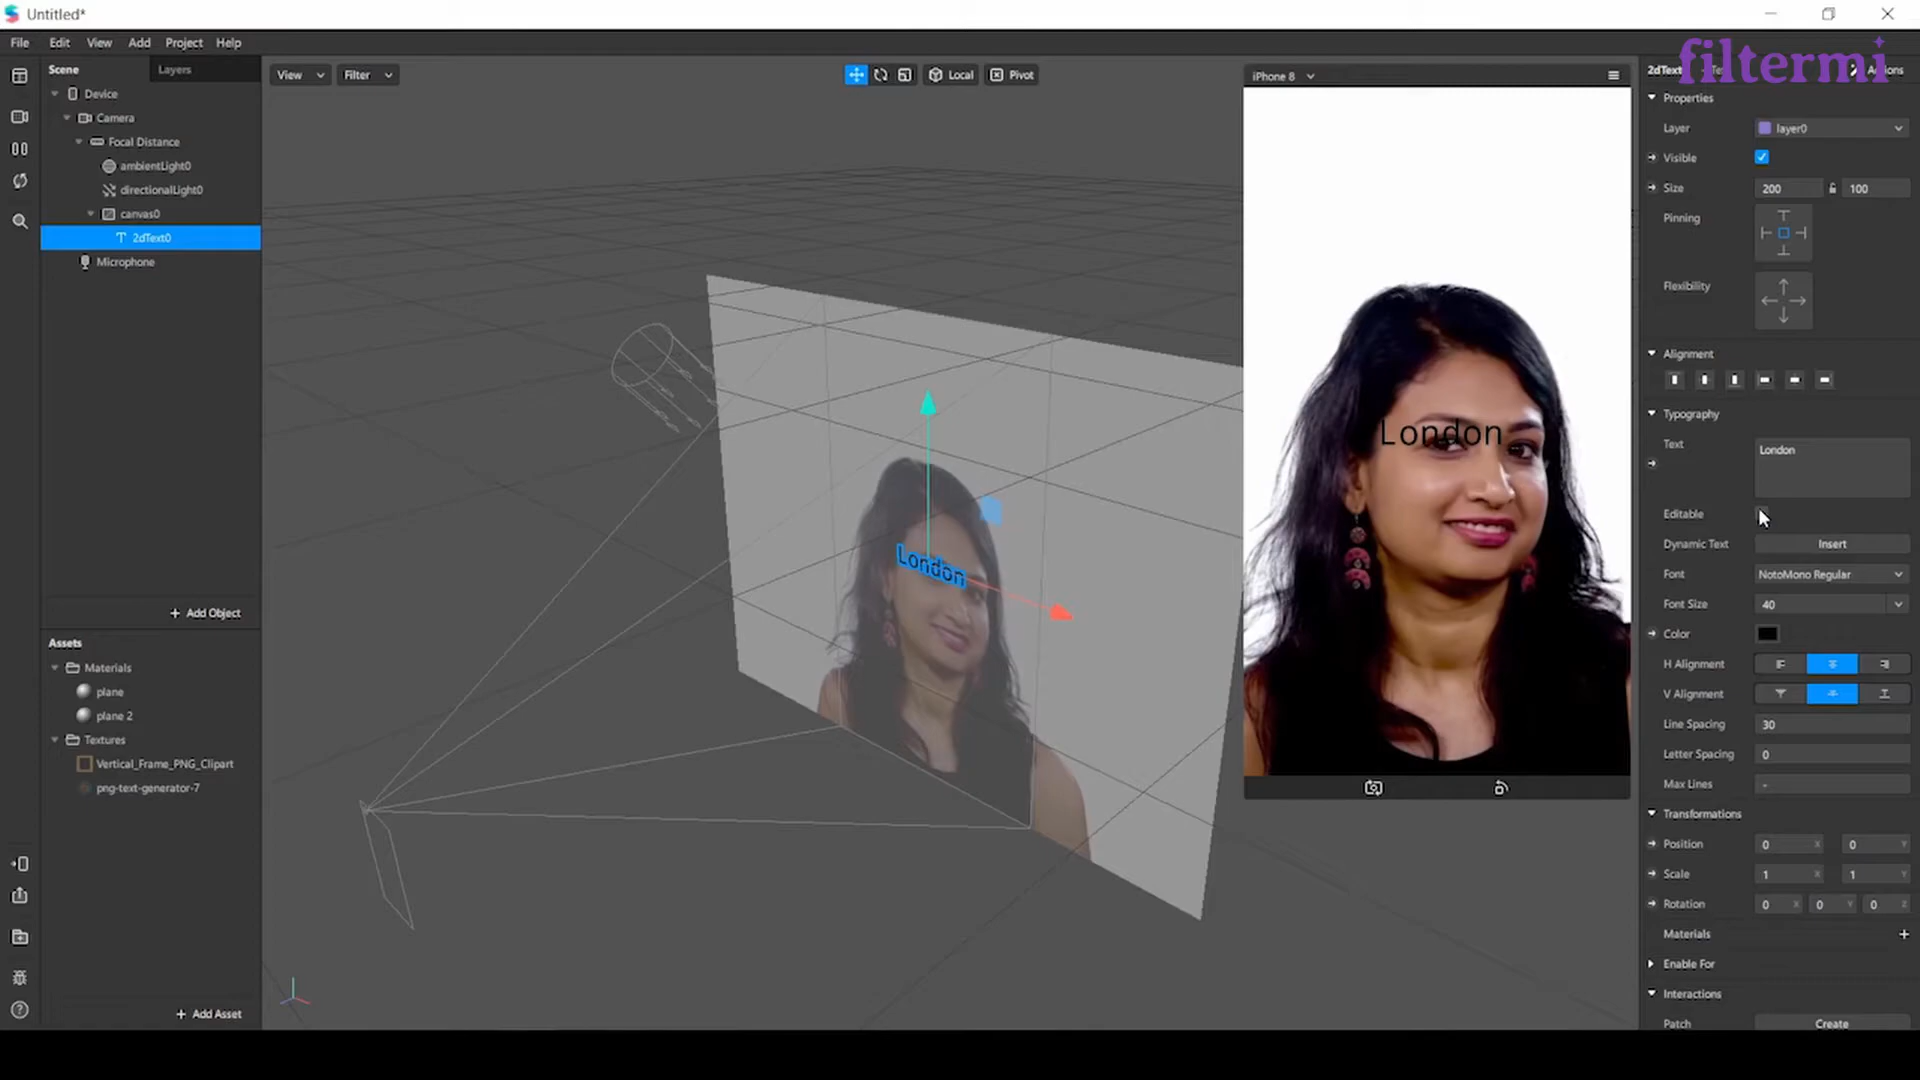 Untitled*
File Edit View Add Project Help
filtermi
Scene Layers
View Filter
Local Pivot
iPhone 8
Actions
Device
Camera
Focal Distance
ambientLight0
directionalLight0
canvas0
2dText0
Microphone
Add Object
Assets
Materials
plane
plane 2
Textures
Vertical_Frame_PNG_Clipart
png-text-generator-7
Add Asset
London
London
Properties
Layer layer0
Visible
Size 200 100
Pinning
Flexibility
Alignment
Typography
Text London
Editable
Dynamic Text Insert
Font NotoMono Regular
Font Size 40
Color
H Alignment
V Alignment
Line Spacing 30
Letter Spacing 0
Max Lines -
Transformations
Position 0 X 0 Y
Scale 1 X 1 Y
Rotation 0 X 0 Y 0 Z
Materials
Enable For
Interactions
Patch Create